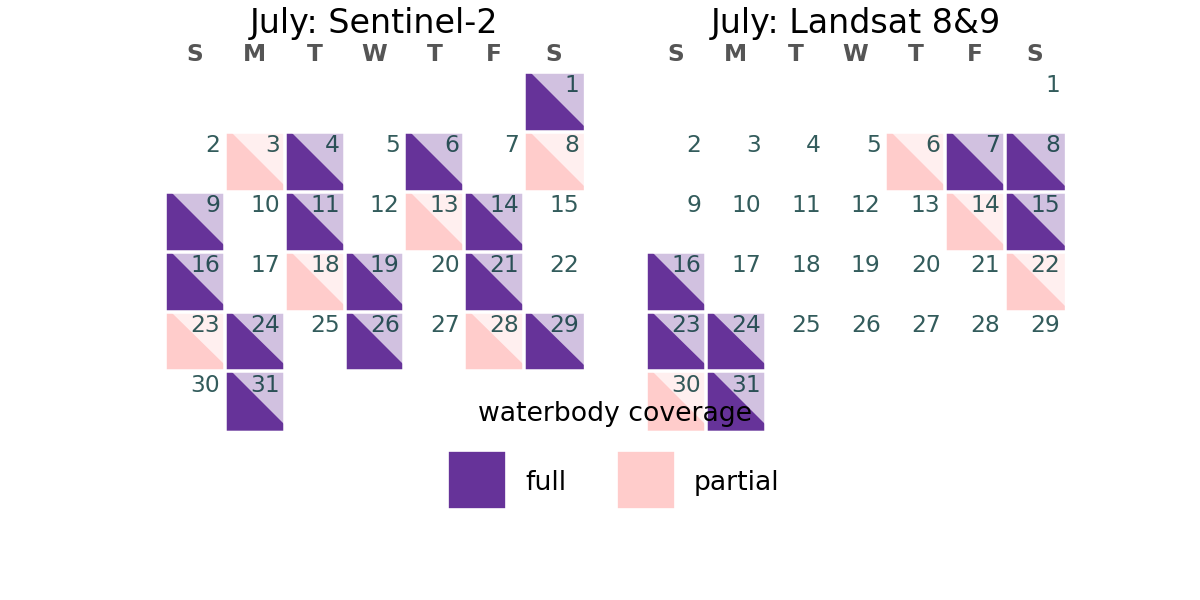 July: Sentinel-2
S M T W T F S
1
2 3 4 5 6 7 8
9 10 11 12 13 14 15
16 17 18 19 20 21 22
23 24 25 26 27 28 29
30 31
July: Landsat 8&9
S M T W T F S
1
2 3 4 5 6 7 8
9 10 11 12 13 14 15
16 17 18 19 20 21 22
23 24 25 26 27 28 29
30 31
waterbody coverage
full partial